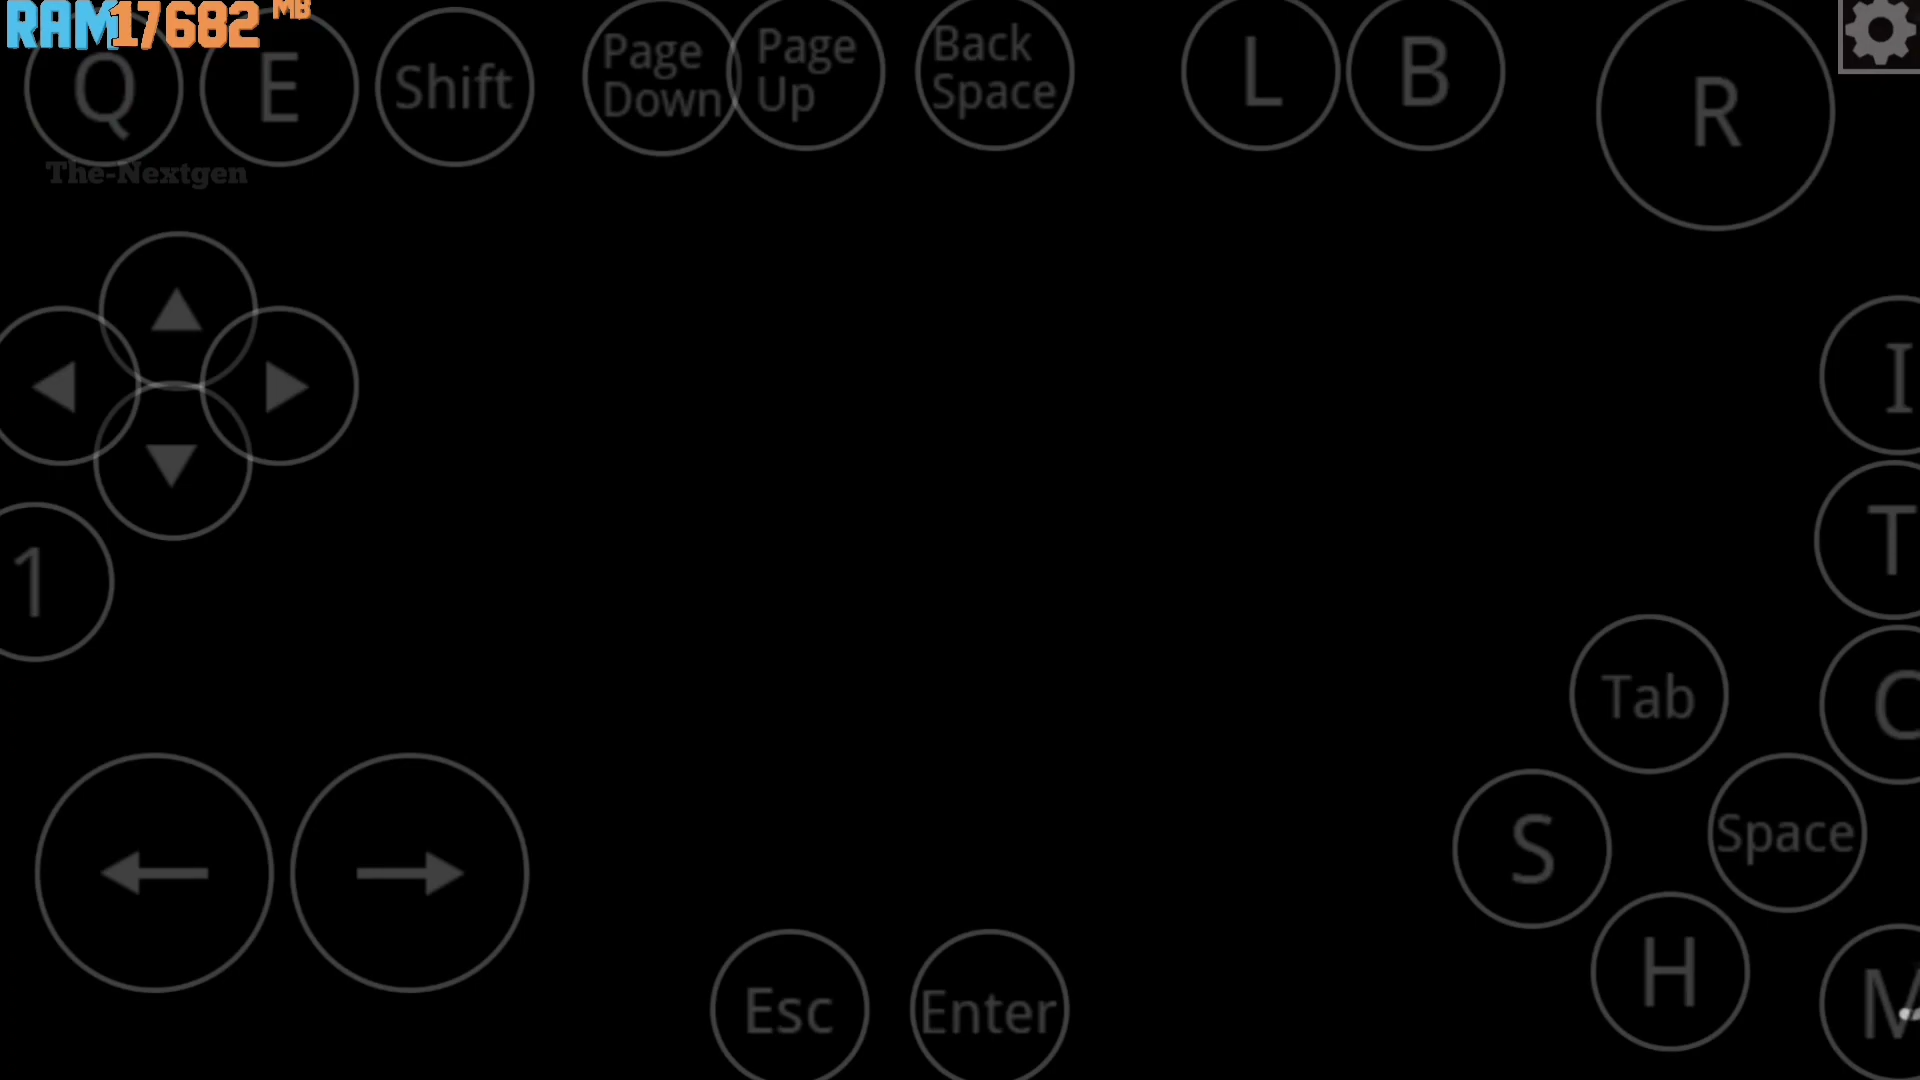 RAM17682 MB
Q
E
Shift
Page
Down
Page
Up
Back
Space
L
B
R
The-Nextgen
I
T
1
Tab
Space
S
H
M
Esc
Enter